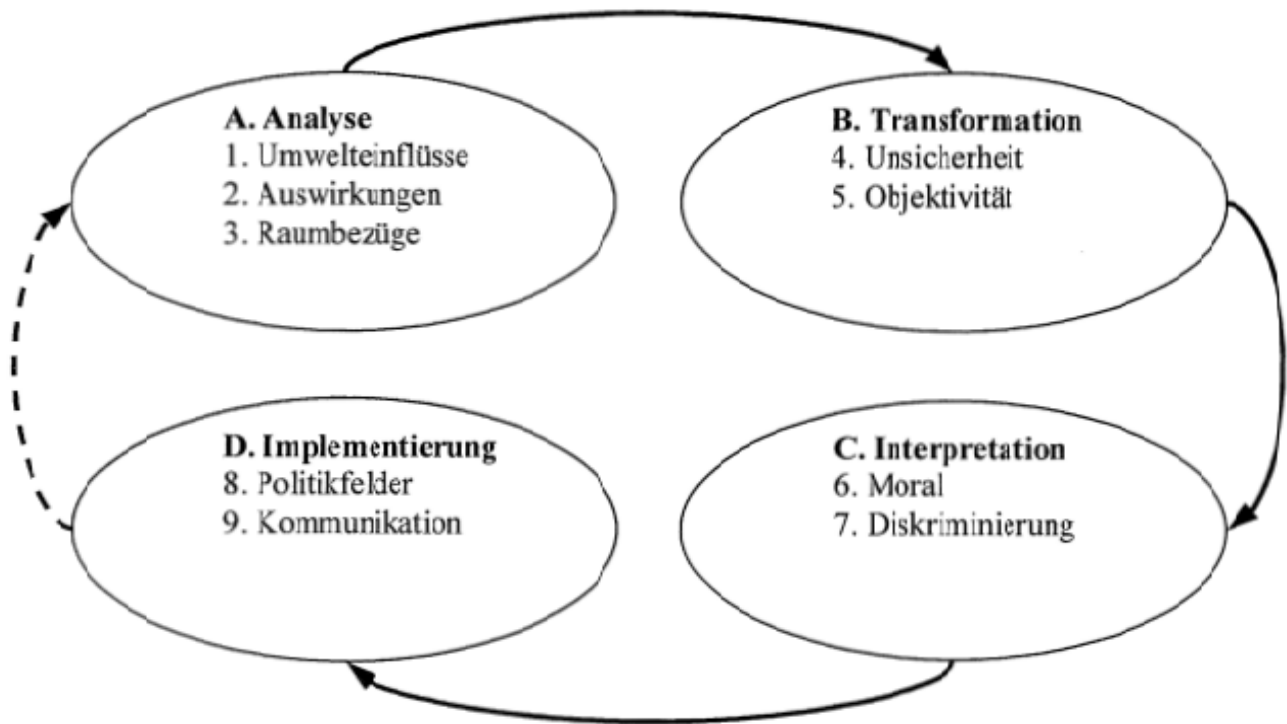 A. Analyse
1. Umwelteinflüsse
2. Auswirkungen
3. Raumbezüge
B. Transformation
4. Unsicherheit
5. Objektivität
C. Interpretation
6. Moral
7. Diskriminierung
D. Implementierung
8. Politikfelder
9. Kommunikation